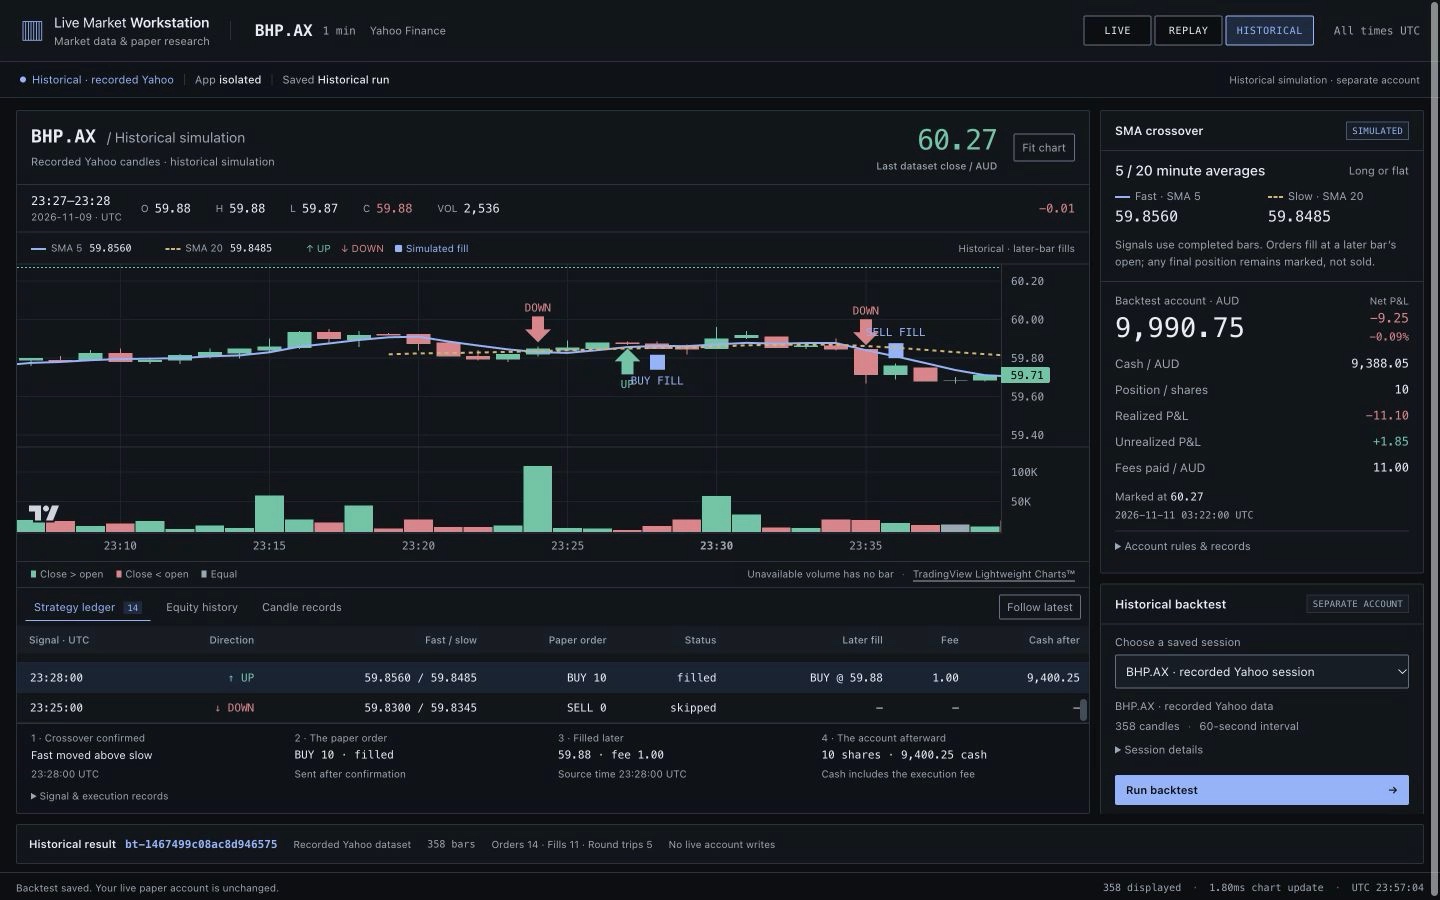 Live Market Workstation
Market data & paper research
BHP.AX 1 min Yahoo Finance
LIVE REPLAY HISTORICAL All times UTC
Historical · recorded Yahoo App isolated Saved Historical run
Historical simulation · separate account
BHP.AX / Historical simulation
Recorded Yahoo candles · historical simulation
60.27
Last dataset close / AUD
Fit chart
23:27–23:28
2026-11-09 · UTC
O 59.88 H 59.88 L 59.87 C 59.88 VOL 2,536 −0.01
SMA 5 59.8560 SMA 20 59.8485 ↑ UP ↓ DOWN Simulated fill Historical · later-bar fills
60.20
60.00
59.80
59.71
59.60
59.40
100K
50K
DOWN
UP
BUY FILL
DOWN
SELL FILL
23:10 23:15 23:20 23:25 23:30 23:35
Close > open Close < open Equal
Unavailable volume has no bar · TradingView Lightweight Charts™
Strategy ledger 14 Equity history Candle records Follow latest
Signal · UTC Direction Fast / slow Paper order Status Later fill Fee Cash after
23:28:00 ↑ UP 59.8560 / 59.8485 BUY 10 filled BUY @ 59.88 1.00 9,400.25
23:25:00 ↓ DOWN 59.8300 / 59.8345 SELL 0 skipped — — —
1 · Crossover confirmed
Fast moved above slow
23:28:00 UTC
2 · The paper order
BUY 10 · filled
Sent after confirmation
3 · Filled later
59.88 · fee 1.00
Source time 23:28:00 UTC
4 · The account afterward
10 shares · 9,400.25 cash
Cash includes the execution fee
Signal & execution records
SMA crossover SIMULATED
5 / 20 minute averages Long or flat
Fast · SMA 5 Slow · SMA 20
59.8560 59.8485
Signals use completed bars. Orders fill at a later bar's
open; any final position remains marked, not sold.
Backtest account · AUD Net P&L
9,990.75 −9.25
−0.09%
Cash / AUD 9,388.05
Position / shares 10
Realized P&L −11.10
Unrealized P&L +1.85
Fees paid / AUD 11.00
Marked at 60.27
2026-11-11 03:22:00 UTC
Account rules & records
Historical backtest SEPARATE ACCOUNT
Choose a saved session
BHP.AX · recorded Yahoo session
BHP.AX · recorded Yahoo data
358 candles · 60-second interval
Session details
Run backtest →
Historical result bt-1467499c08ac8d946575 Recorded Yahoo dataset 358 bars Orders 14 · Fills 11 · Round trips 5 No live account writes
Backtest saved. Your live paper account is unchanged.
358 displayed · 1.80ms chart update · UTC 23:57:04